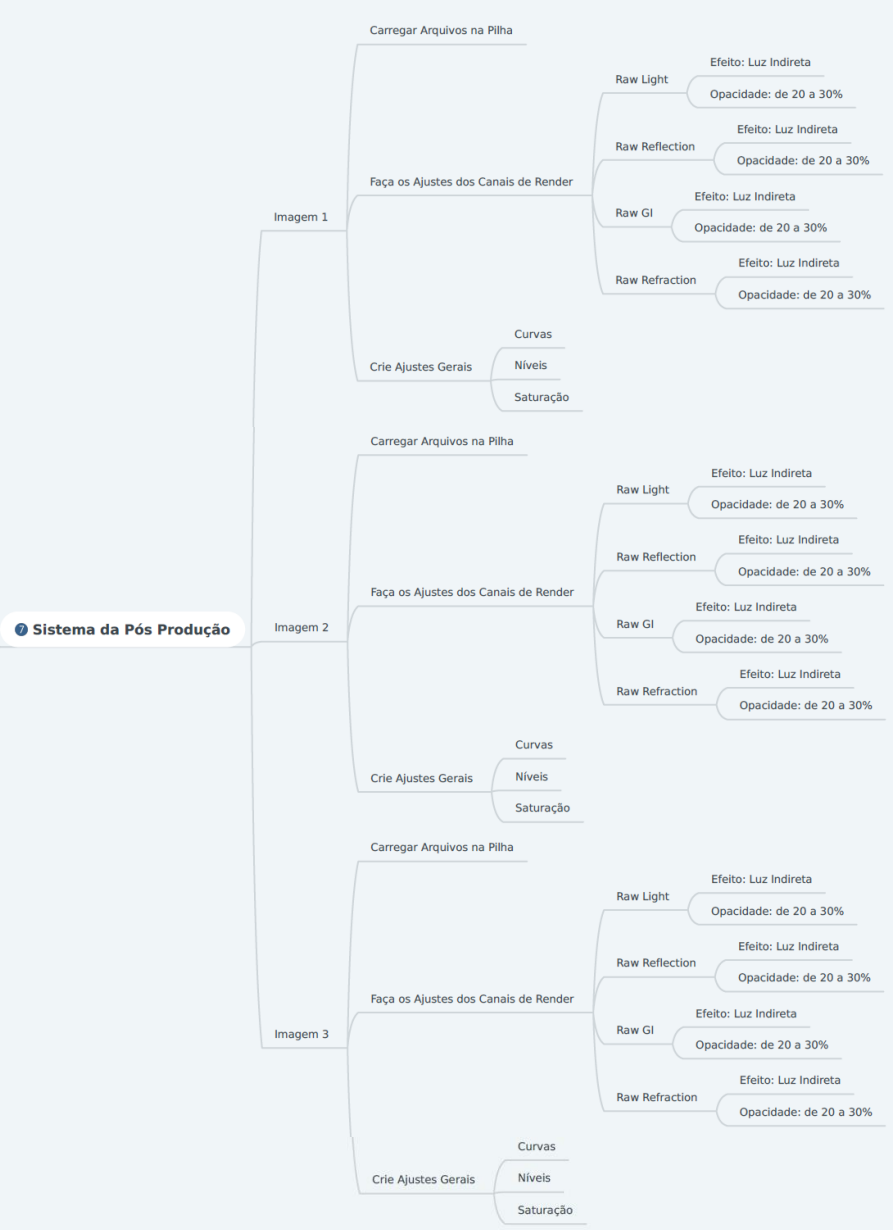 7 Sistema da Pós Produção
Imagem 1
Carregar Arquivos na Pilha
Faça os Ajustes dos Canais de Render
Raw Light
Efeito: Luz Indireta
Opacidade: de 20 a 30%
Raw Reflection
Efeito: Luz Indireta
Opacidade: de 20 a 30%
Raw GI
Efeito: Luz Indireta
Opacidade: de 20 a 30%
Raw Refraction
Efeito: Luz Indireta
Opacidade: de 20 a 30%
Crie Ajustes Gerais
Curvas
Níveis
Saturação
Imagem 2
Carregar Arquivos na Pilha
Faça os Ajustes dos Canais de Render
Raw Light
Efeito: Luz Indireta
Opacidade: de 20 a 30%
Raw Reflection
Efeito: Luz Indireta
Opacidade: de 20 a 30%
Raw GI
Efeito: Luz Indireta
Opacidade: de 20 a 30%
Raw Refraction
Efeito: Luz Indireta
Opacidade: de 20 a 30%
Crie Ajustes Gerais
Curvas
Níveis
Saturação
Imagem 3
Carregar Arquivos na Pilha
Faça os Ajustes dos Canais de Render
Raw Light
Efeito: Luz Indireta
Opacidade: de 20 a 30%
Raw Reflection
Efeito: Luz Indireta
Opacidade: de 20 a 30%
Raw GI
Efeito: Luz Indireta
Opacidade: de 20 a 30%
Raw Refraction
Efeito: Luz Indireta
Opacidade: de 20 a 30%
Crie Ajustes Gerais
Curvas
Níveis
Saturação